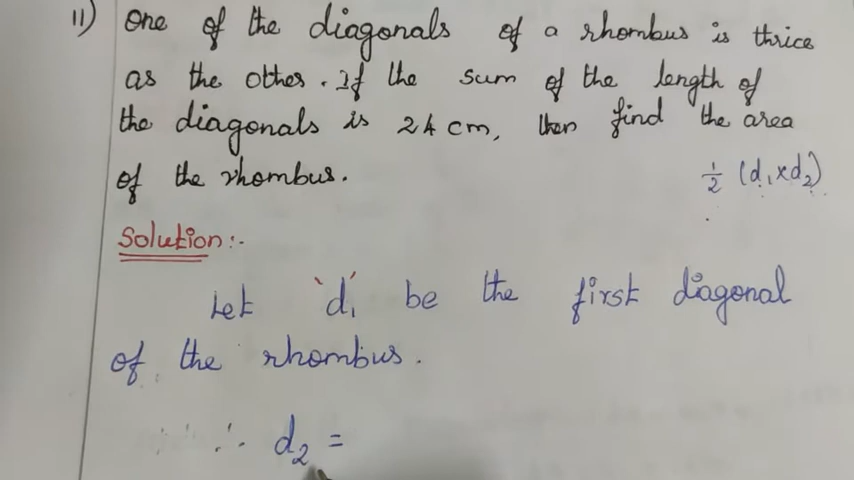 11) One of the diagonals of a rhombus is thrice
as the other. If the sum of the length of
the diagonals is 24 cm, then find the area
of the rhombus.
1/2 (d₁×d₂)
Solution:-
Let 'd₁' be the first diagonal
of the rhombus.
∴ d₂ =